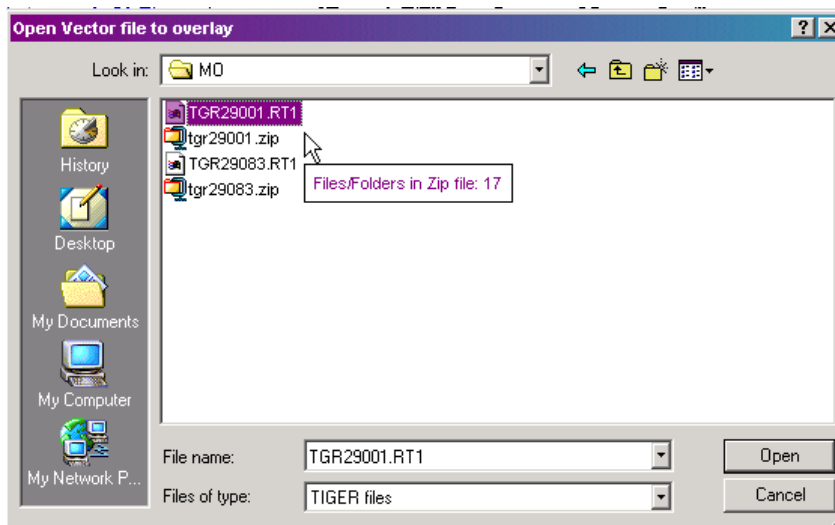 Open Vector file to overlay
Look in: MO
TGR29001.RT1
tgr29001.zip
TGR29083.RT1
tgr29083.zip
Files/Folders in Zip file: 17
History
Desktop
My Documents
My Computer
My Network P...
File name: TGR29001.RT1 Open
Files of type: TIGER files Cancel